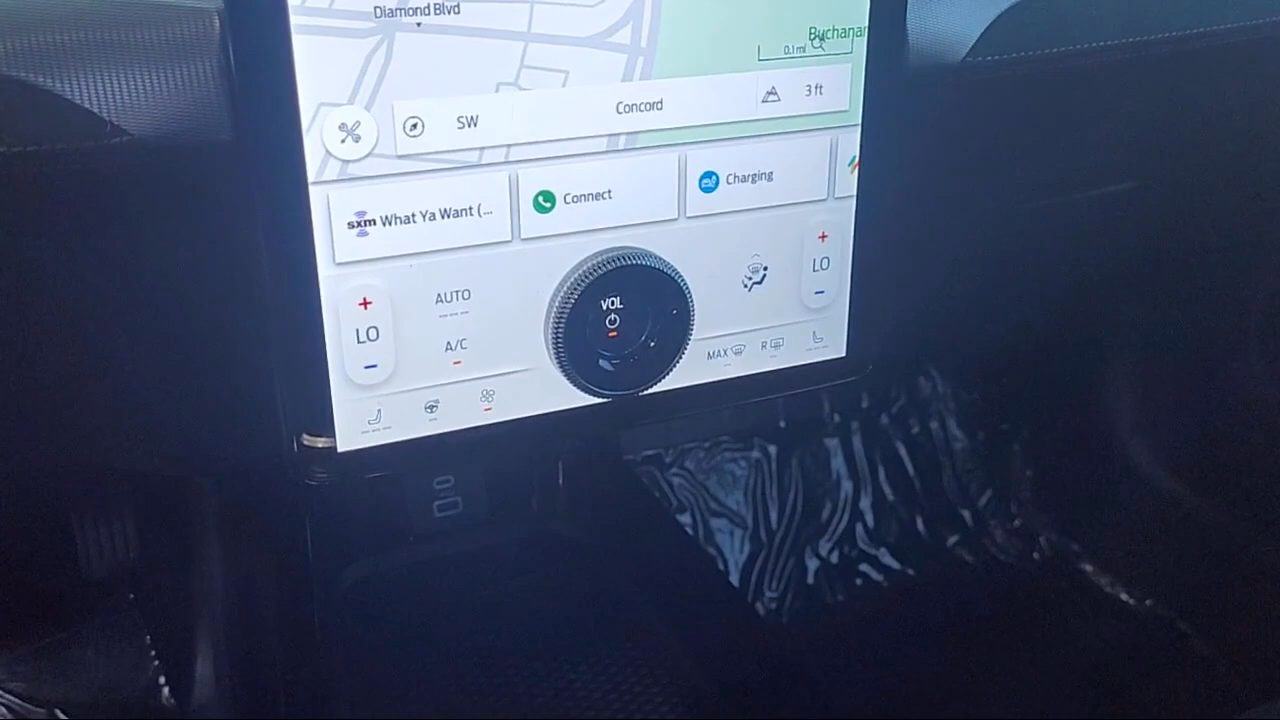 Diamond Blvd
Buchanan
0.1 mi
SW
Concord
3 ft
sxm What Ya Want (...
Connect
Charging
+
LO
−
AUTO
A/C
VOL
+
LO
−
MAX
R